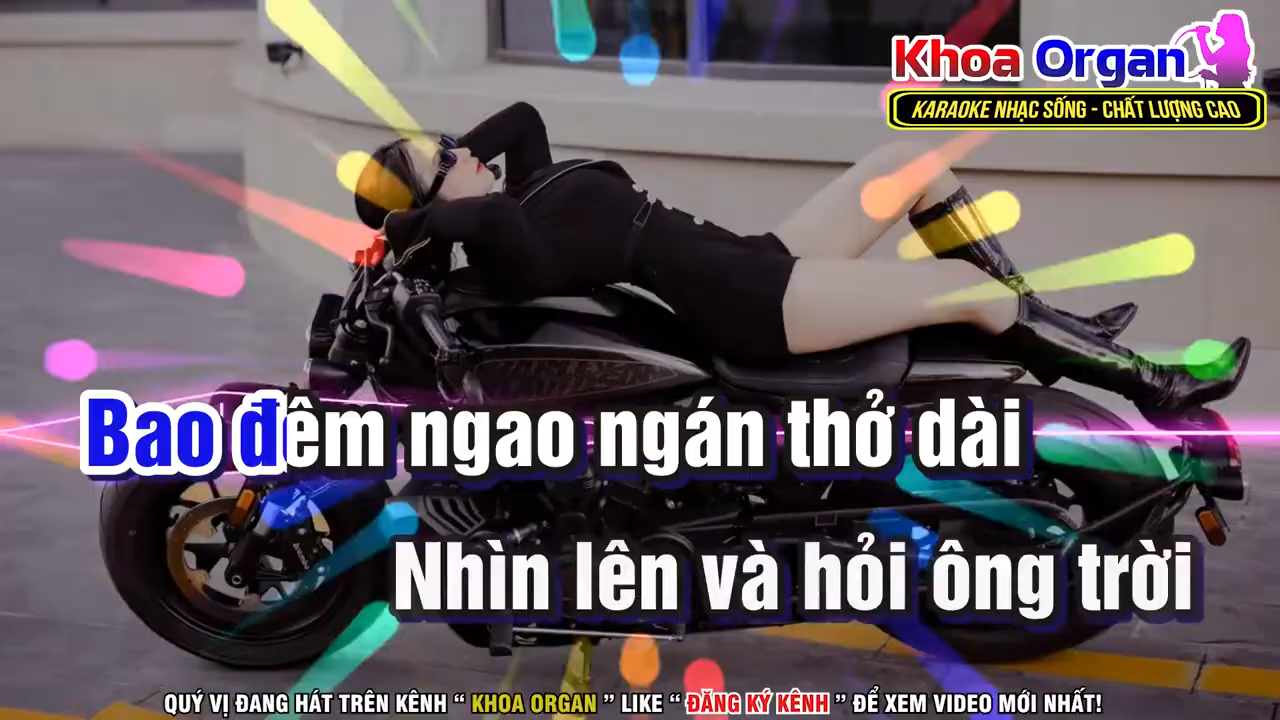 Khoa Organ
KARAOKE NHẠC SỐNG - CHẤT LƯỢNG CAO
Bao đêm ngao ngán thở dài
Nhìn lên và hỏi ông trời
QUÝ VỊ ĐANG HÁT TRÊN KÊNH “ KHOA ORGAN ” LIKE “ ĐĂNG KÝ KÊNH ” ĐỂ XEM VIDEO MỚI NHẤT!